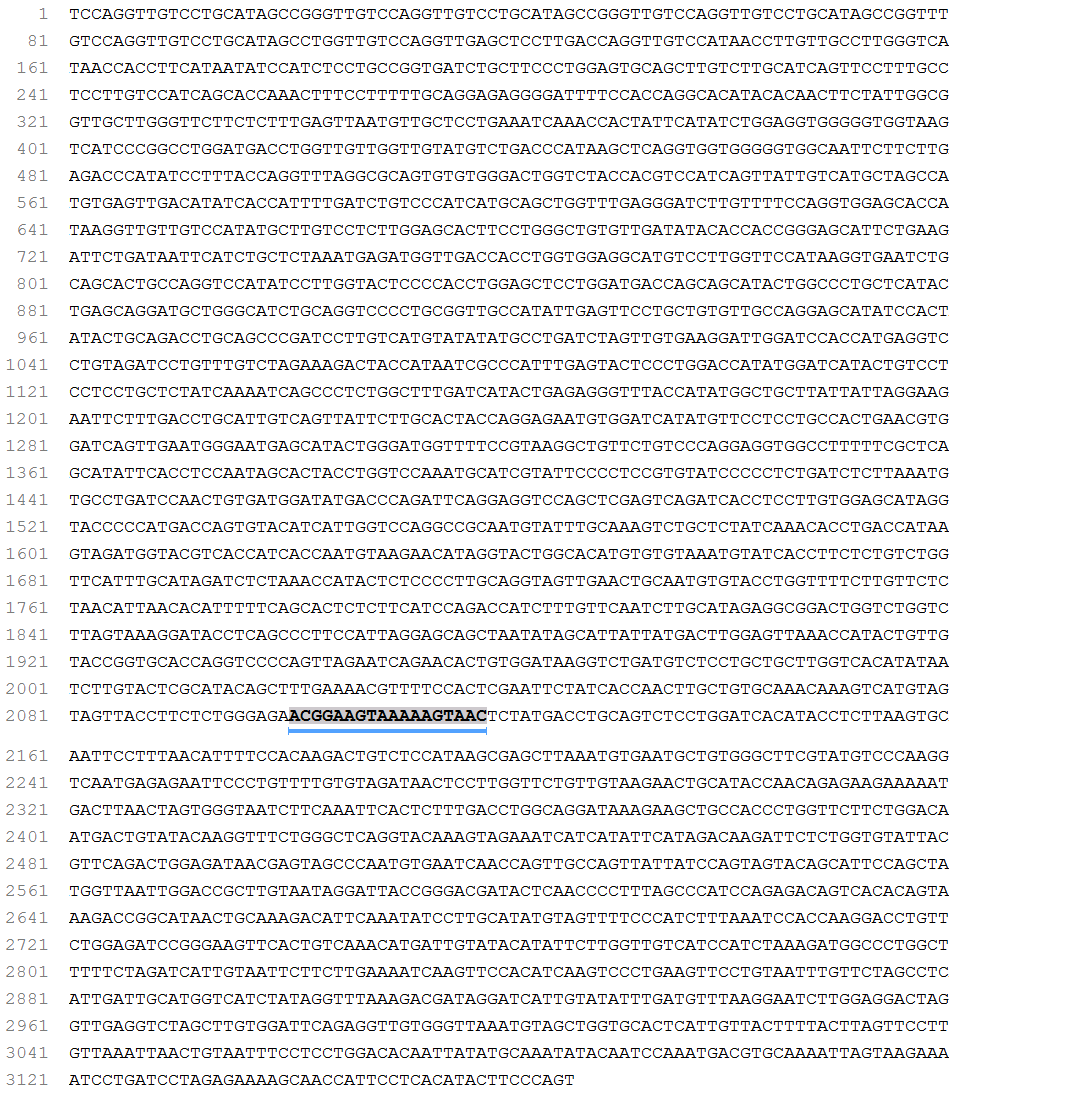 1 TCCAGGTTGTCCTGCATAGCCGGGTTGTCCAGGTTGTCCTGCATAGCCGGGTTGTCCAGGTTGTCCTGCATAGCCGGTTT
81 GTCCAGGTTGTCCTGCATAGCCTGGTTGTCCAGGTTGAGCTCCTTGACCAGGTTGTCCATAACCTTGTTGCCTTGGGTCA
161 TAACCACCTTCATAATATCCATCTCCTGCCGGTGATCTGCTTCCCTGGAGTGCAGCTTGTCTTGCATCAGTTCCTTTGCC
241 TCCTTGTCCATCAGCACCAAACTTTCCTTTTTGCAGGAGAGGGGATTTTCCACCAGGCACATACACAACTTCTATTGGCG
321 GTTGCTTGGGTTCTTCTCTTTGAGTTAATGTTGCTCCTGAAATCAAACCACTATTCATATCTGGAGGTGGGGGTGGTAAG
401 TCATCCCGGCCTGGATGACCTGGTTGTTGGTTGTATGTCTGACCCATAAGCTCAGGTGGTGGGGGTGGCAATTCTTCTTG
481 AGACCCATATCCTTTACCAGGTTTAGGCGCAGTGTGTGGGACTGGTCTACCACGTCCATCAGTTATTGTCATGCTAGCCA
561 TGTGAGTTGACATATCACCATTTTGATCTGTCCCATCATGCAGCTGGTTTGAGGGATCTTGTTTTCCAGGTGGAGCACCA
641 TAAGGTTGTTGTCCATATGCTTGTCCTCTTGGAGCACTTCCTGGGCTGTGTTGATATACACCACCGGGAGCATTCTGAAG
721 ATTCTGATAATTCATCTGCTCTAAATGAGATGGTTGACCACCTGGTGGAGGCATGTCCTTGGTTCCATAAGGTGAATCTG
801 CAGCACTGCCAGGTCCATATCCTTGGTACTCCCCACCTGGAGCTCCTGGATGACCAGCAGCATACTGGCCCTGCTCATAC
881 TGAGCAGGATGCTGGGCATCTGCAGGTCCCCTGCGGTTGCCATATTGAGTTCCTGCTGTGTTGCCAGGAGCATATCCACT
961 ATACTGCAGACCTGCAGCCCGATCCTTGTCATGTATATATGCCTGATCTAGTTGTGAAGGATTGGATCCACCATGAGGTC
1041 CTGTAGATCCTGTTTGTCTAGAAAGACTACCATAATCGCCCATTTGAGTACTCCCTGGACCATATGGATCATACTGTCCT
1121 CCTCCTGCTCTATCAAAATCAGCCCTCTGGCTTTGATCATACTGAGAGGGTTTACCATATGGCTGCTTATTATTAGGAAG
1201 AATTCTTTGACCTGCATTGTCAGTTATTCTTGCACTACCAGGAGAATGTGGATCATATGTTCCTCCTGCCACTGAACGTG
1281 GATCAGTTGAATGGGAATGAGCATACTGGGATGGTTTTCCGTAAGGCTGTTCTGTCCCAGGAGGTGGCCTTTTTCGCTCA
1361 GCATATTCACCTCCAATAGCACTACCTGGTCCAAATGCATCGTATTCCCCTCCGTGTATCCCCCTCTGATCTCTTAAATG
1441 TGCCTGATCCAACTGTGATGGATATGACCCAGATTCAGGAGGTCCAGCTCGAGTCAGATCACCTCCTTGTGGAGCATAGG
1521 TACCCCCATGACCAGTGTACATCATTGGTCCAGGCCGCAATGTATTTGCAAAGTCTGCTCTATCAAACACCTGACCATAA
1601 GTAGATGGTACGTCACCATCACCAATGTAAGAACATAGGTACTGGCACATGTGTGTAAATGTATCACCTTCTCTGTCTGG
1681 TTCATTTGCATAGATCTCTAAACCATACTCTCCCCTTGCAGGTAGTTGAACTGCAATGTGTACCTGGTTTTCTTGTTCTC
1761 TAACATTAACACATTTTTCAGCACTCTCTTCATCCAGACCATCTTTGTTCAATCTTGCATAGAGGCGGACTGGTCTGGTC
1841 TTAGTAAAGGATACCTCAGCCCTTCCATTAGGAGCAGCTAATATAGCATTATTATGACTTGGAGTTAAACCATACTGTTG
1921 TACCGGTGCACCAGGTCCCCAGTTAGAATCAGAACACTGTGGATAAGGTCTGATGTCTCCTGCTGCTTGGTCACATATAA
2001 TCTTGTACTCGCATACAGCTTTGAAAACGTTTTCCACTCGAATTCTATCACCAACTTGCTGTGCAAACAAAGTCATGTAG
2081 TAGTTACCTTCTCTGGGAGAACGGAAGTAAAAAGTAACTCTATGACCTGCAGTCTCCTGGATCACATACCTCTTAAGTGC
2161 AATTCCTTTAACATTTTCCACAAGACTGTCTCCATAAGCGAGCTTAAATGTGAATGCTGTGGGCTTCGTATGTCCCAAGG
2241 TCAATGAGAGAATTCCCTGTTTTGTGTAGATAACTCCTTGGTTCTGTTGTAAGAACTGCATACCAACAGAGAAGAAAAAT
2321 GACTTAACTAGTGGGTAATCTTCAAATTCACTCTTTGACCTGGCAGGATAAAGAAGCTGCCACCCTGGTTCTTCTGGACA
2401 ATGACTGTATACAAGGTTTCTGGGCTCAGGTACAAAGTAGAAATCATCATATTCATAGACAAGATTCTCTGGTGTATTAC
2481 GTTCAGACTGGAGATAACGAGTAGCCCAATGTGAATCAACCAGTTGCCAGTTATTATCCAGTAGTACAGCATTCCAGCTA
2561 TGGTTAATTGGACCGCTTGTAATAGGATTACCGGGACGATACTCAACCCCTTTAGCCCATCCAGAGACAGTCACACAGTA
2641 AAGACCGGCATAACTGCAAAGACATTCAAATATCCTTGCATATGTAGTTTTCCCATCTTTAAATCCACCAAGGACCTGTT
2721 CTGGAGATCCGGGAAGTTCACTGTCAAACATGATTGTATACATATTCTTGGTTGTCATCCATCTAAAGATGGCCCTGGCT
2801 TTTTCTAGATCATTGTAATTCTTCTTGAAAATCAAGTTCCACATCAAGTCCCTGAAGTTCCTGTAATTTGTTCTAGCCTC
2881 ATTGATTGCATGGTCATCTATAGGTTTAAAGACGATAGGATCATTGTATATTTGATGTTTAAGGAATCTTGGAGGACTAG
2961 GTTGAGGTCTAGCTTGTGGATTCAGAGGTTGTGGGTTAAATGTAGCTGGTGCACTCATTGTTACTTTTACTTAGTTCCTT
3041 GTTAAATTAACTGTAATTTCCTCCTGGACACAATTATATGCAAATATACAATCCAAATGACGTGCAAAATTAGTAAGAAA
3121 ATCCTGATCCTAGAGAAAAGCAACCATTCCTCACATACTTCCCAGT